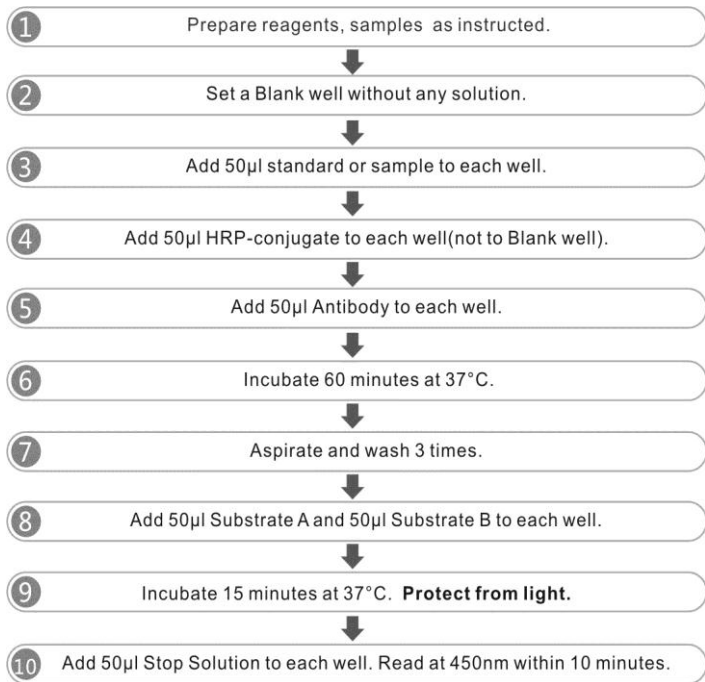 1 Prepare reagents, samples as instructed.
2 Set a Blank well without any solution.
3 Add 50µl standard or sample to each well.
4 Add 50µl HRP-conjugate to each well(not to Blank well).
5 Add 50µl Antibody to each well.
6 Incubate 60 minutes at 37°C.
7 Aspirate and wash 3 times.
8 Add 50µl Substrate A and 50µl Substrate B to each well.
9 Incubate 15 minutes at 37°C. Protect from light.
10 Add 50µl Stop Solution to each well. Read at 450nm within 10 minutes.